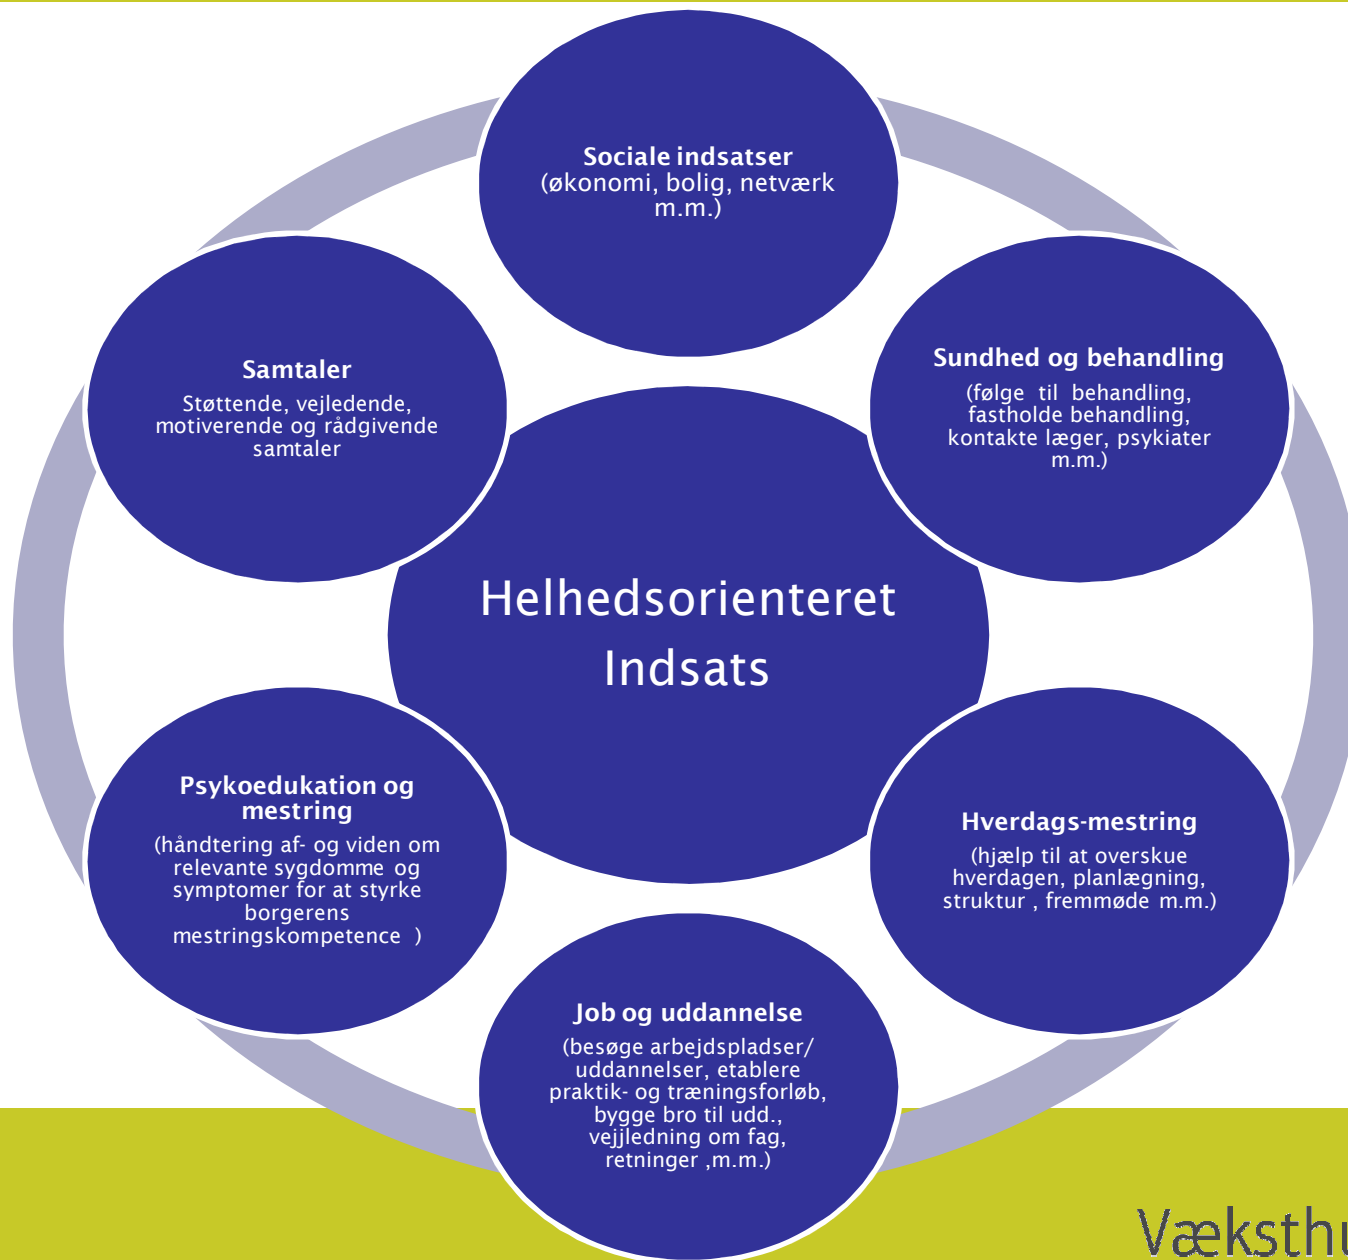 Sociale indsatser
(økonomi, bolig, netværk
m.m.)
Sundhed og behandling
(følge til behandling,
fastholde behandling,
kontakte læger, psykiater
m.m.)
Hverdags-mestring
(hjælp til at overskue
hverdagen, planlægning,
struktur , fremmøde m.m.)
Job og uddannelse
(besøge arbejdspladser/
uddannelser, etablere
praktik- og træningsforløb,
bygge bro til udd.,
vejjledning om fag,
retninger ,m.m.)
Psykoedukation og
mestring
(håndtering af- og viden om
relevante sygdomme og
symptomer for at styrke
borgerens
mestringskompetence )
Samtaler
Støttende, vejledende,
motiverende og rådgivende
samtaler
Helhedsorienteret
Indsats